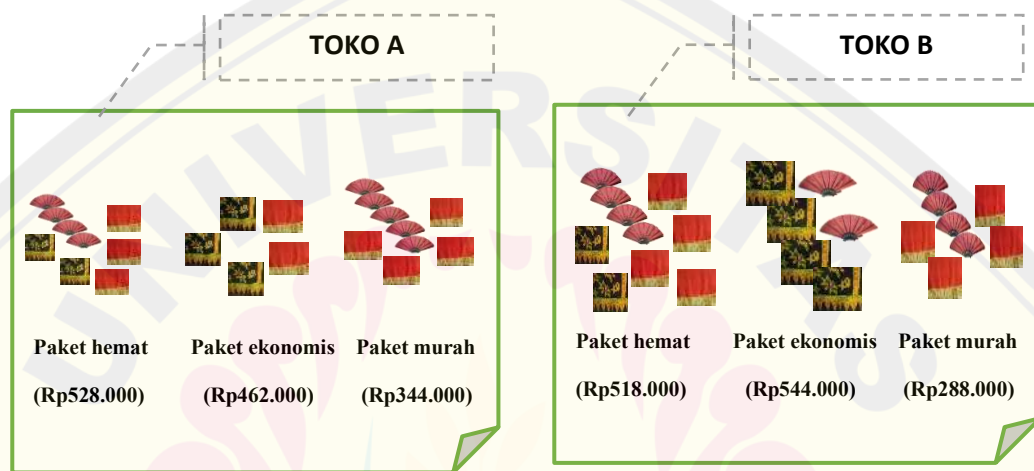 TOKO A
Paket hemat
(Rp528.000)
Paket ekonomis
(Rp462.000)
Paket murah
(Rp344.000)
TOKO B
Paket hemat
(Rp518.000)
Paket ekonomis
(Rp544.000)
Paket murah
(Rp288.000)
UNIVERSITAS